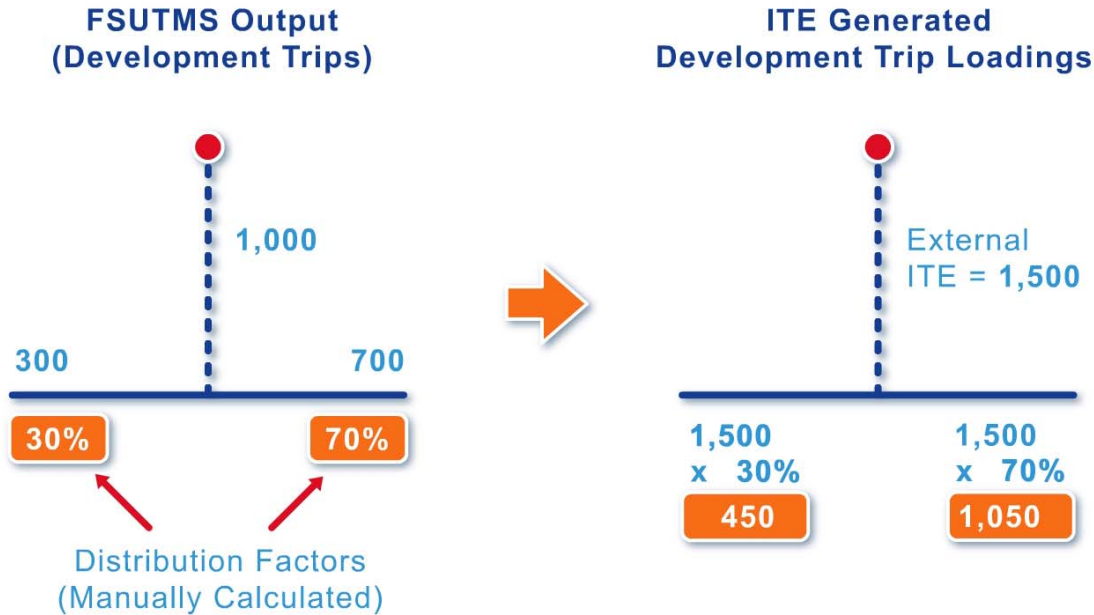 FSUTMS Output
(Development Trips)
1,000
300
700
30%
70%
Distribution Factors
(Manually Calculated)
ITE Generated
Development Trip Loadings
External
ITE = 1,500
1,500
x 30%
450
1,500
x 70%
1,050